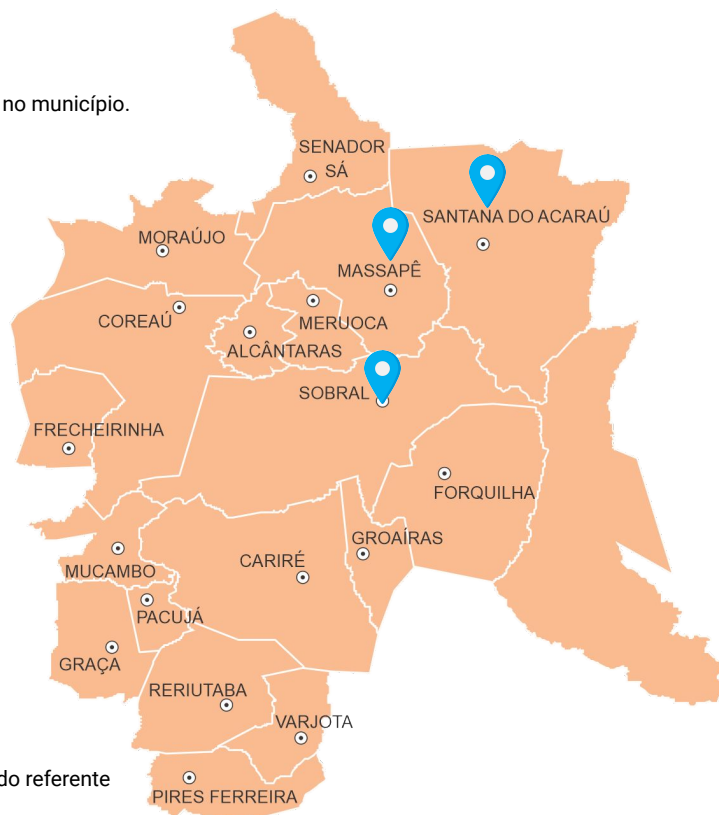 no município.
SENADOR
SÁ
SANTANA DO ACARAÚ
MORAÚJO
MASSAPÊ
COREAÚ
MERUOCA
ALCÂNTARAS
SOBRAL
FRECHEIRINHA
FORQUILHA
GROAÍRAS
CARIRÉ
MUCAMBO
PACUJÁ
GRAÇA
RERIUTABA
VARJOTA
do referente
PIRES FERREIRA